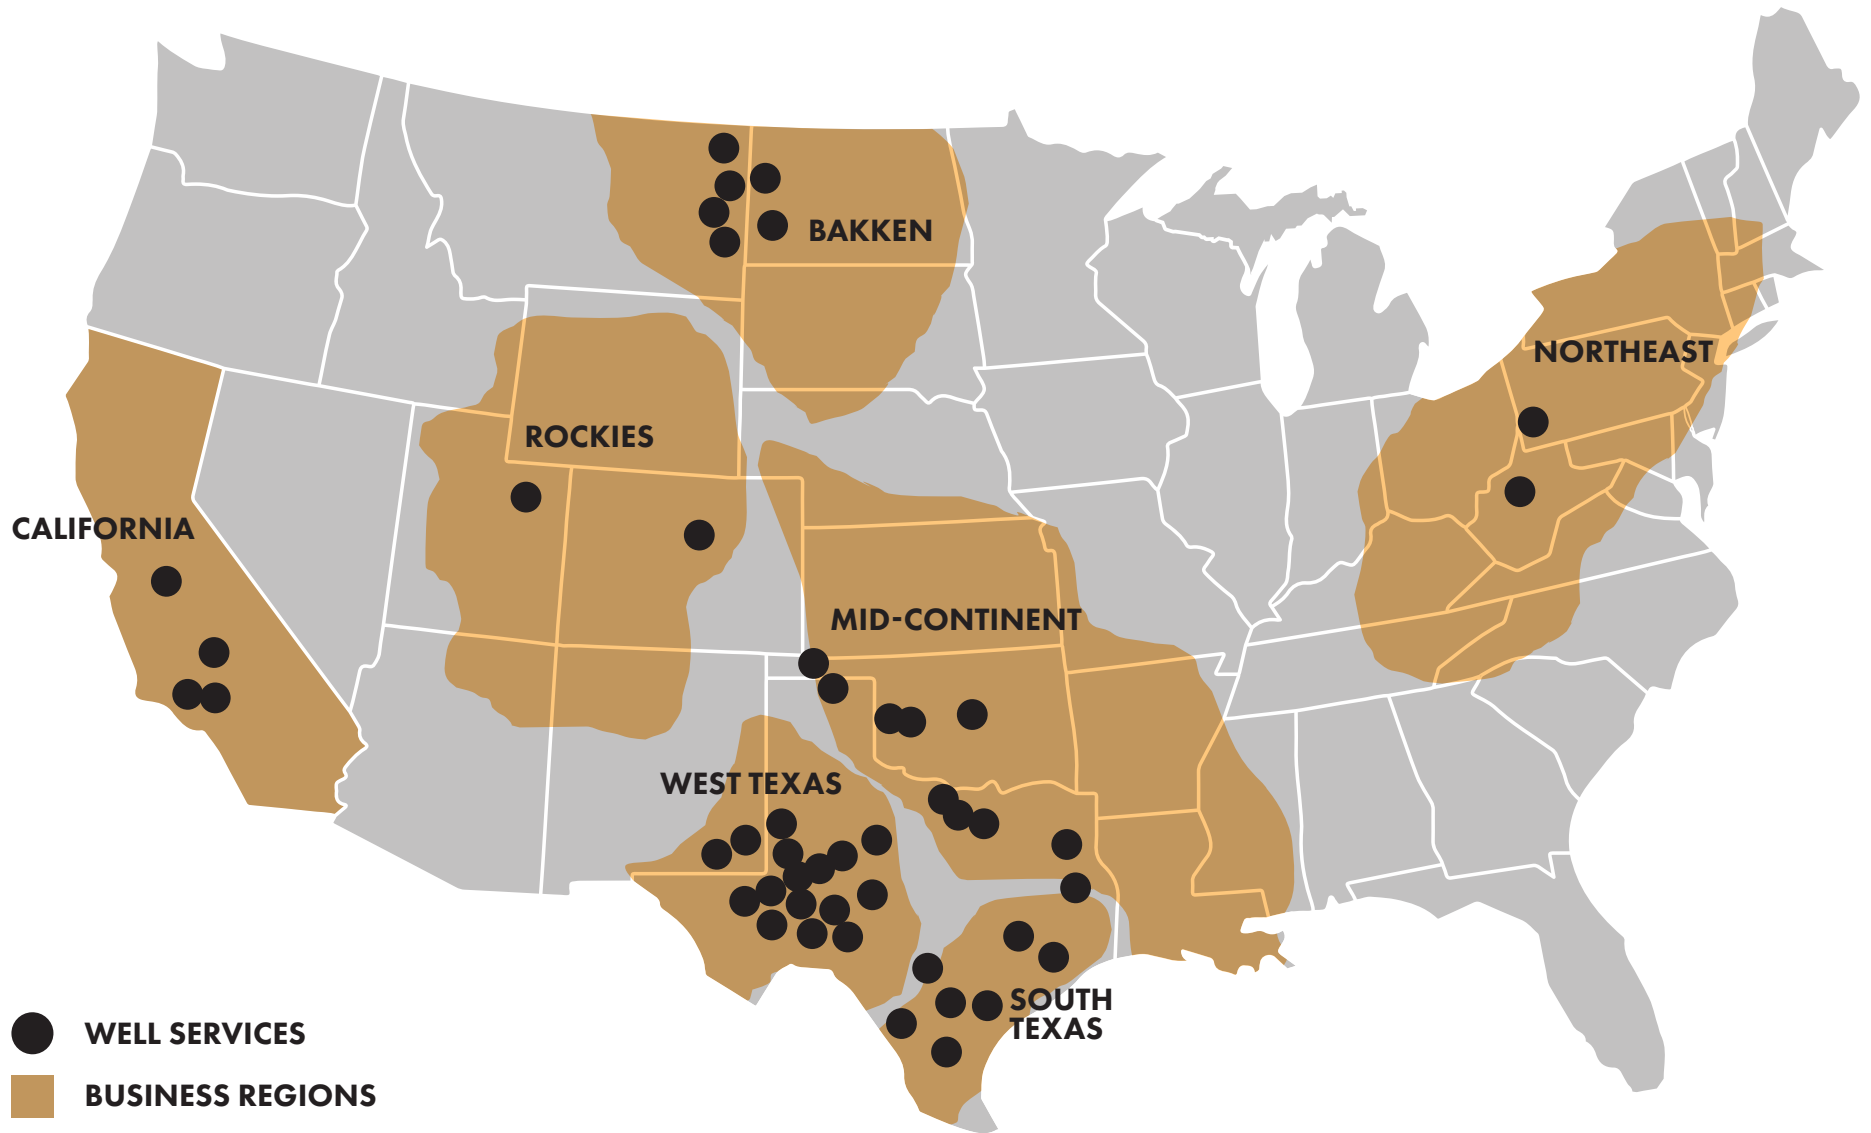 BAKKEN
NORTHEAST
ROCKIES
CALIFORNIA
MID-CONTINENT
WEST TEXAS
SOUTH
TEXAS
WELL SERVICES
BUSINESS REGIONS